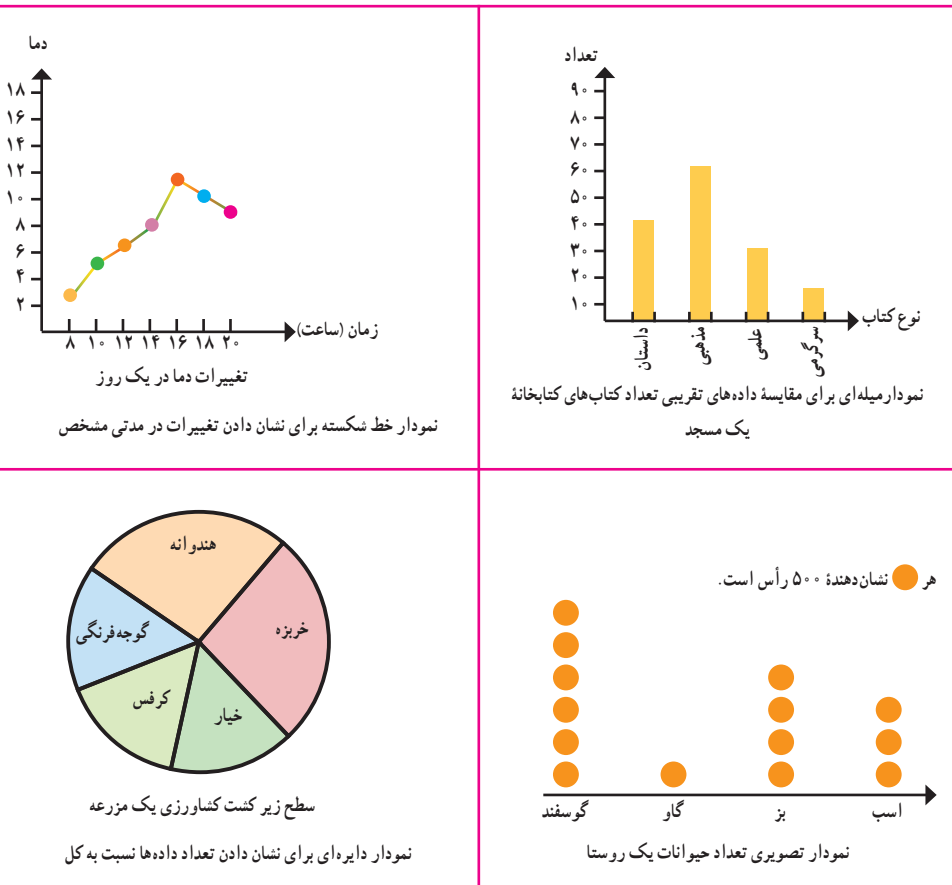 تعداد
۹۰
۸۰
۷۰
۶۰
۵۰
۴۰
۳۰
۲۰
۱۰
داستان
مذهبی
علمی
سرگرمی
نوع کتاب
نمودار میله‌ای برای مقایسهٔ داده‌های تقریبی تعداد کتاب‌های کتابخانهٔ
یک مسجد
دما
۱۸
۱۶
۱۴
۱۲
۱۰
۸
۶
۴
۲
۸ ۱۰ ۱۲ ۱۴ ۱۶ ۱۸ ۲۰
زمان (ساعت)
تغییرات دما در یک روز
نمودار خط شکسته برای نشان دادن تغییرات در مدتی مشخص
هر نشان‌دهندهٔ ۵۰۰ رأس است.
گوسفند گاو بز اسب
نمودار تصویری تعداد حیوانات یک روستا
هندوانه
خربزه
گوجه‌فرنگی
کرفس
خیار
سطح زیر کشت کشاورزی یک مزرعه
نمودار دایره‌ای برای نشان دادن تعداد داده‌ها نسبت به کل